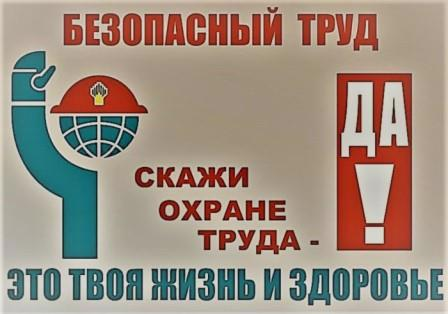 БЕЗОПАСНЫЙ ТРУД
СКАЖИ
ОХРАНЕ
ТРУДА -
ДА
!
ЭТО ТВОЯ ЖИЗНЬ И ЗДОРОВЬЕ